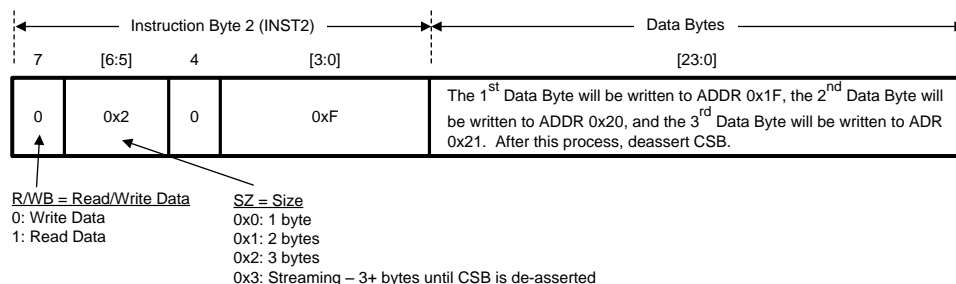 Instruction Byte 2 (INST2) Data Bytes
7 [6:5] 4 [3:0] [23:0]
0 0x2 0 0xF
The 1st Data Byte will be written to ADDR 0x1F, the 2nd Data Byte will
be written to ADDR 0x20, and the 3rd Data Byte will be written to ADR
0x21. After this process, deassert CSB.
R/WB = Read/Write Data
0: Write Data
1: Read Data
SZ = Size
0x0: 1 byte
0x1: 2 bytes
0x2: 3 bytes
0x3: Streaming – 3+ bytes until CSB is de-asserted